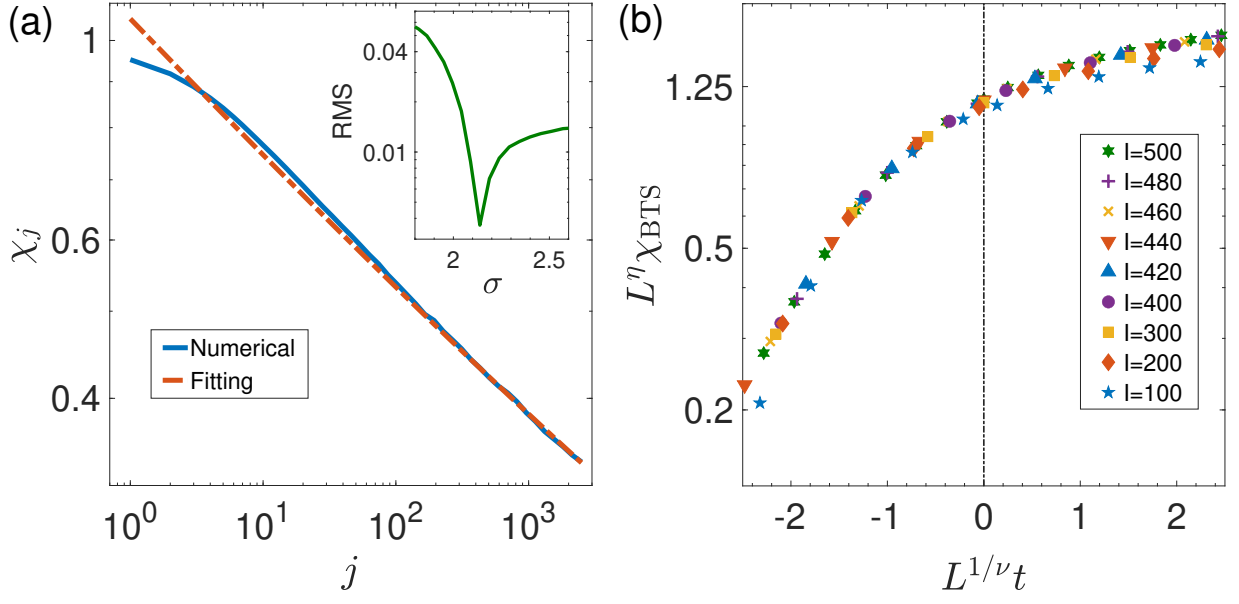 (a)
1
0.6
0.4
χ_j
10^0
10^1
10^2
10^3
j
Numerical
Fitting
0.04
0.01
RMS
2
2.5
σ
(b)
1.25
0.5
0.2
L^η χ_BTS
-2
-1
0
1
2
L^{1/ν} t
l=500
l=480
l=460
l=440
l=420
l=400
l=300
l=200
l=100